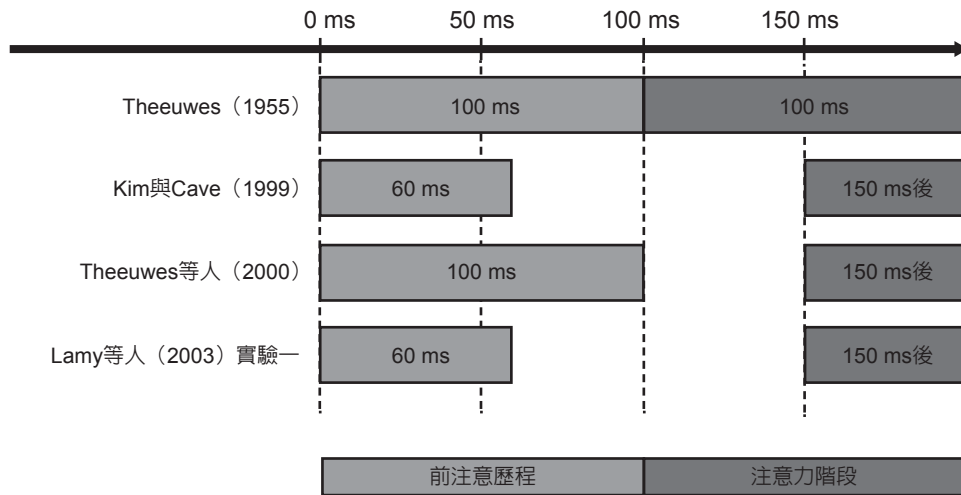 0 ms 50 ms 100 ms 150 ms
Theeuwes（1955） 100 ms 100 ms
Kim與Cave（1999） 60 ms 150 ms後
Theeuwes等人（2000） 100 ms 150 ms後
Lamy等人（2003）實驗一 60 ms 150 ms後
前注意歷程 注意力階段